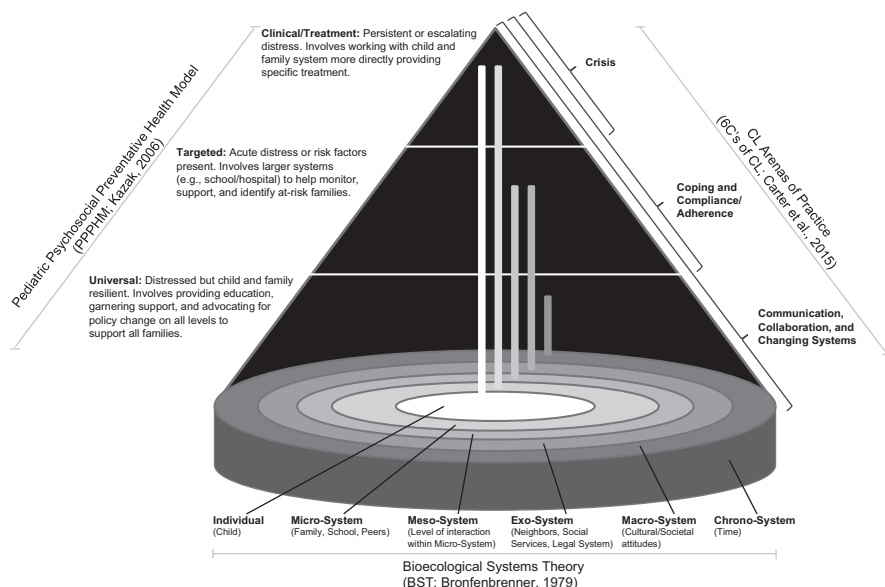 Clinical/Treatment: Persistent or escalating
distress. Involves working with child and
family system more directly providing
specific treatment.
Crisis
Pediatric Psychosocial Preventative Health Model
(PPPHM; Kazak, 2006)
CL Arenas of Practice
(6C's of CL; Carter et al., 2015)
Targeted: Acute distress or risk factors
present. Involves larger systems
(e.g., school/hospital) to help monitor,
support, and identify at-risk families.
Coping and
Compliance/
Adherence
Universal: Distressed but child and family
resilient. Involves providing education,
garnering support, and advocating for
policy change on all levels to
support all families.
Communication,
Collaboration, and
Changing Systems
Individual
(Child)
Micro-System
(Family, School, Peers)
Meso-System
(Level of interaction
within Micro-System)
Exo-System
(Neighbors, Social
Services, Legal System)
Macro-System
(Cultural/Societal
attitudes)
Chrono-System
(Time)
Bioecological Systems Theory
(BST; Bronfenbrenner, 1979)